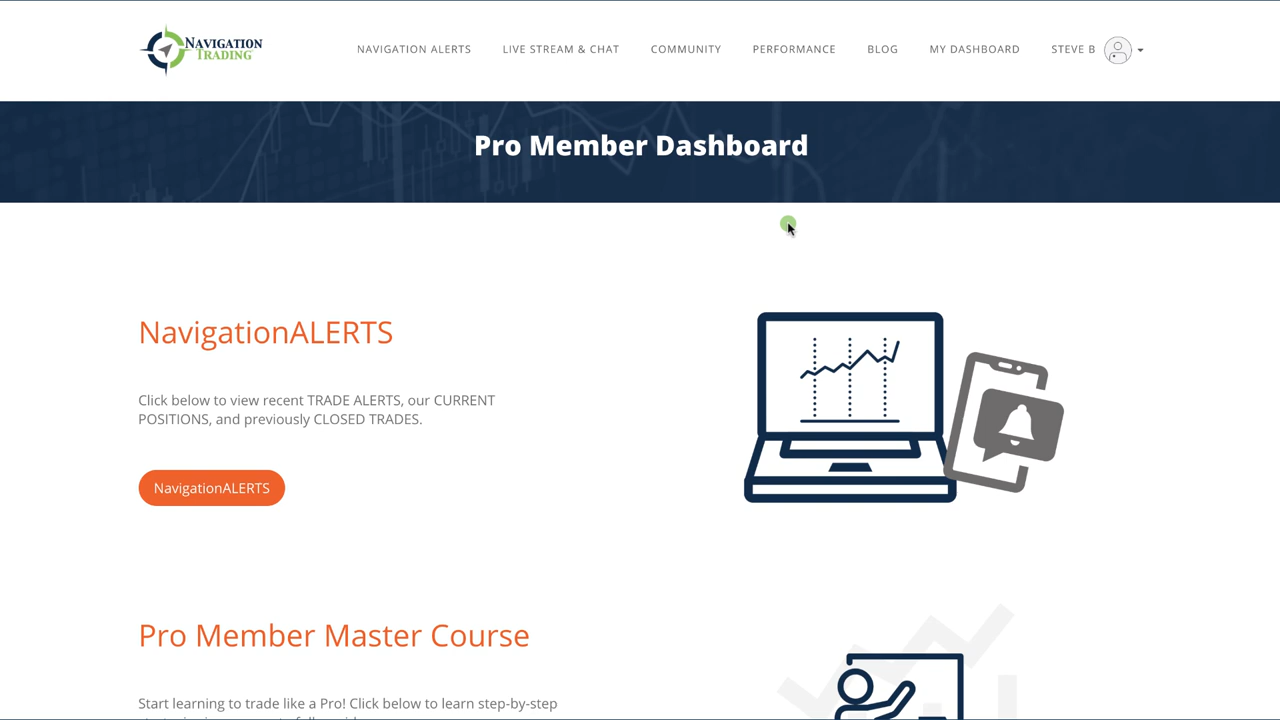 NAVIGATION
TRADING
NAVIGATION ALERTS LIVE STREAM & CHAT COMMUNITY PERFORMANCE BLOG MY DASHBOARD STEVE B
Pro Member Dashboard
NavigationALERTS
Click below to view recent TRADE ALERTS, our CURRENT
POSITIONS, and previously CLOSED TRADES.
NavigationALERTS
Pro Member Master Course
Start learning to trade like a Pro! Click below to learn step-by-step